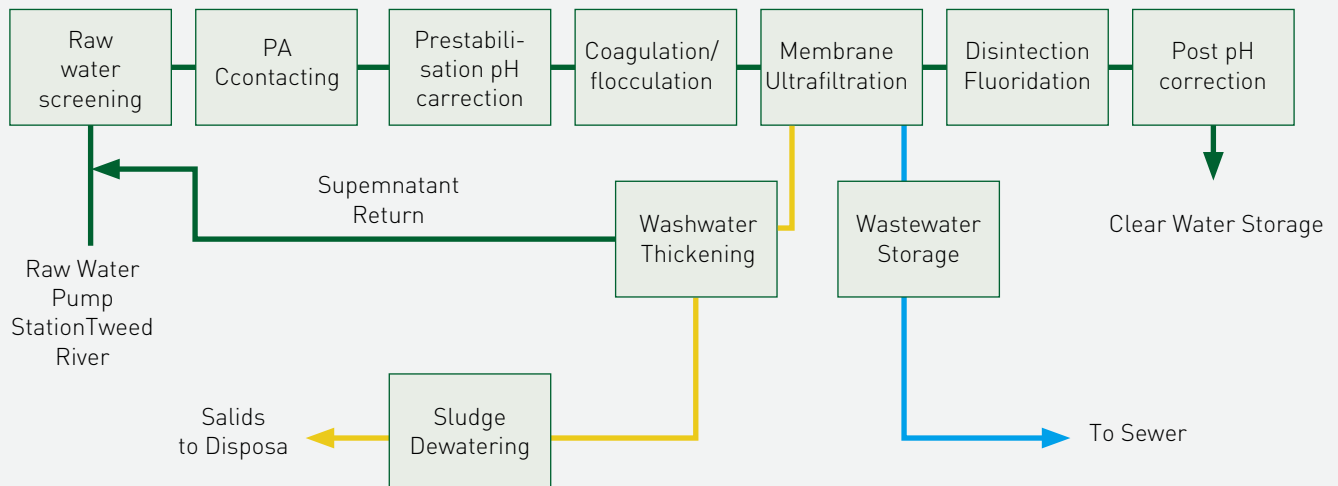 Raw
water
screening
PA
Ccontacting
Prestabili-
sation pH
carrection
Coagulation/
flocculation
Membrane
Ultrafiltration
Disintection
Fluoridation
Post pH
correction
Supemnatant
Return
Washwater
Thickening
Wastewater
Storage
Clear Water Storage
Raw Water
Pump
StationTweed
River
Salids
to Disposa
Sludge
Dewatering
To Sewer